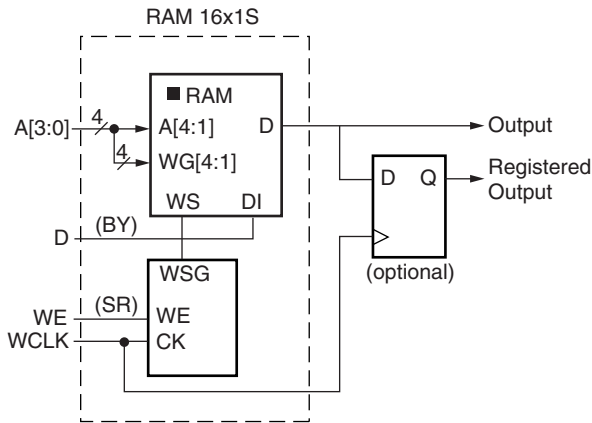 RAM 16x1S
RAM
A[3:0]
4
A[4:1]
D
Output
4
WG[4:1]
D
Q
Registered
Output
WS
DI
D
(BY)
(optional)
WSG
WE
(SR)
WE
WCLK
CK